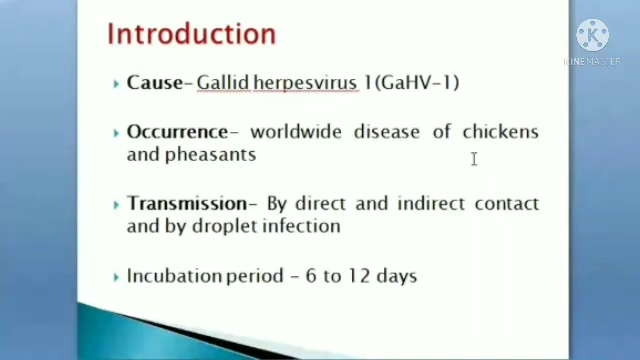 Introduction
Cause- Gallid herpesvirus 1(GaHV-1)
Occurrence- worldwide disease of chickens
and pheasants
Transmission- By direct and indirect contact
and by droplet infection
Incubation period - 6 to 12 days
K
KINEMASTER